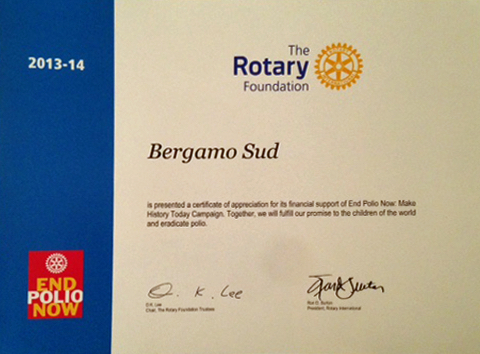 2013-14
The
Rotary
Foundation
Bergamo Sud
is presented a certificate of appreciation for its financial support of End Polio Now: Make
History Today Campaign. Together, we will fulfill our promise to the children of the world
and eradicate polio.
D. K. Lee
D.K. Lee
Chair, The Rotary Foundation Trustees
Ron D. Burton
President, Rotary International
END
POLIO
NOW